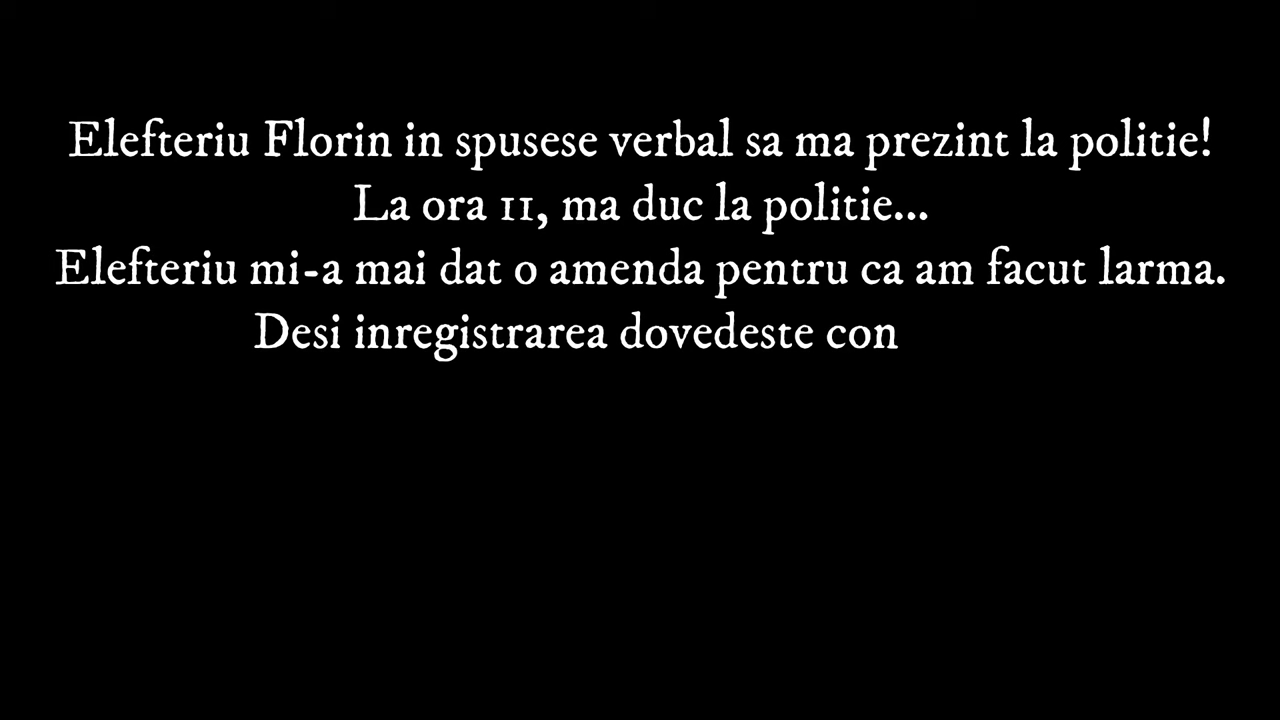 Elefteriu Florin in spusese verbal sa ma prezint la politie!
La ora 11, ma duc la politie...
Elefteriu mi-a mai dat o amenda pentru ca am facut larma.
Desi inregistrarea dovedeste con